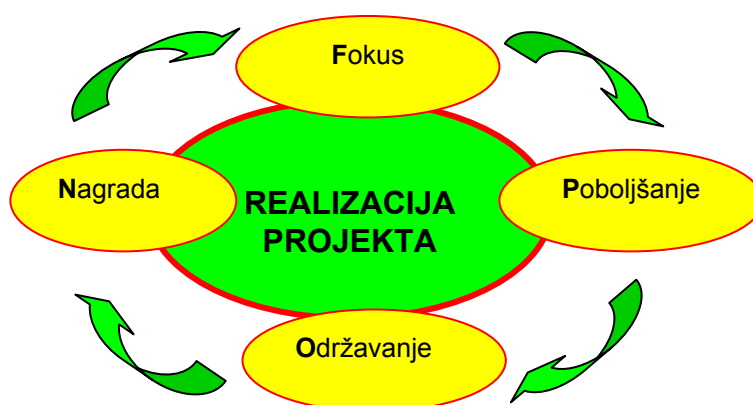 Fokus
Nagrada
REALIZACIJA
PROJEKTA
Poboljšanje
Održavanje